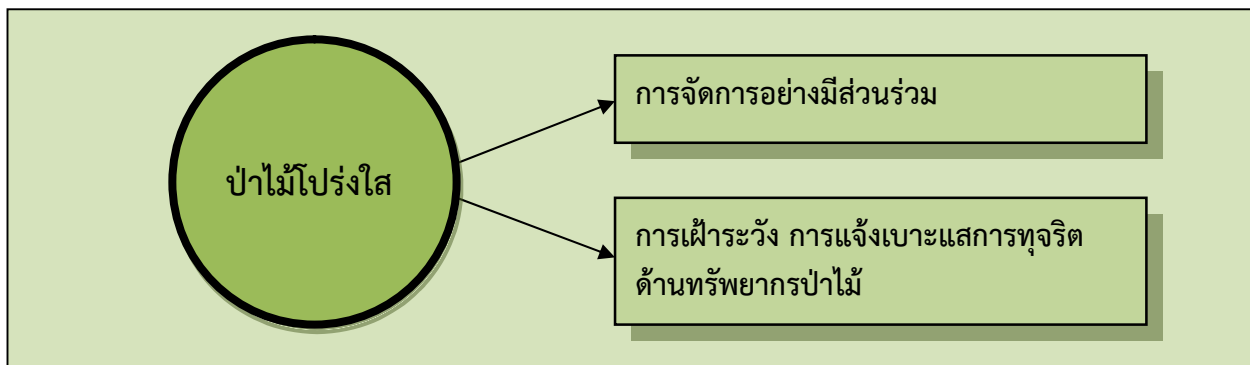 ป่าไม้โปร่งใส
การจัดการอย่างมีส่วนร่วม
การเฝ้าระวัง การแจ้งเบาะแสการทุจริต
ด้านทรัพยากรป่าไม้